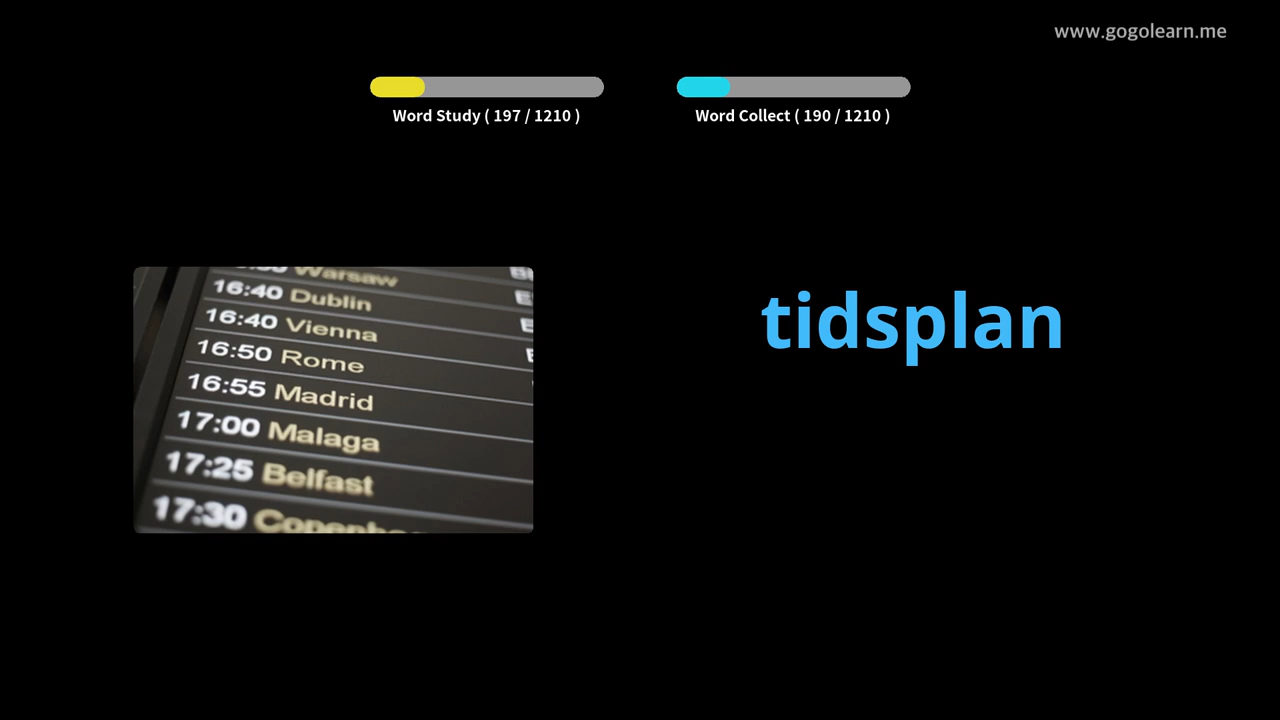 www.gogolearn.me
Word Study ( 197 / 1210 )
Word Collect ( 190 / 1210 )
Warsaw
16:40 Dublin
16:40 Vienna
16:50 Rome
16:55 Madrid
17:00 Malaga
17:25 Belfast
17:30
tidsplan